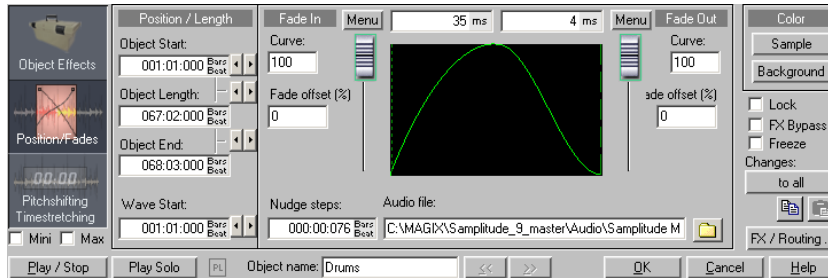 Object Effects
Position/Fades
00:00
Pitchshifting
Timestretching
Mini Max
Position / Length
Object Start:
001:01:000 Bars Beat
Object Length:
067:02:000 Bars Beat
Object End:
068:03:000 Bars Beat
Wave Start:
001:01:000 Bars Beat
Fade In Menu 35 ms 4 ms Menu Fade Out
Curve:
100
Fade offset (%)
0
Curve:
100
ade offset (%)
0
Nudge steps:
000:00:076 Bars Beat
Audio file:
C:\MAGIX\Samplitude_9_master\Audio\Samplitude M
Color
Sample
Background
Lock
FX Bypass
Freeze
Changes:
to all
FX / Routing .
Play / Stop Play Solo PL Object name: Drums << >> OK Cancel Help